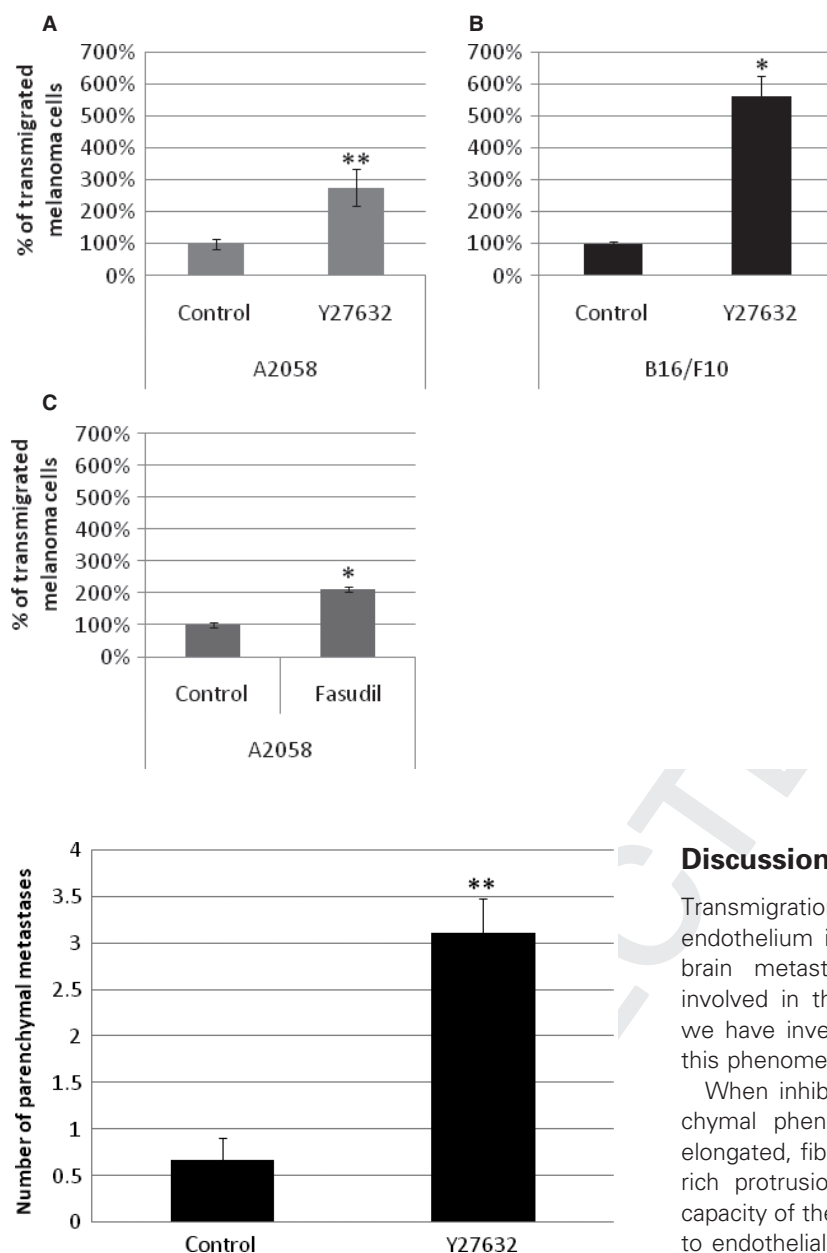 A
% of transmigrated
melanoma cells
700%
600%
500%
400%
300%
200%
100%
0%
**
Control Y27632
A2058
B
700%
600%
500%
400%
300%
200%
100%
0%
*
Control Y27632
B16/F10
C
% of transmigrated
melanoma cells
700%
600%
500%
400%
300%
200%
100%
0%
*
Control Fasudil
A2058
Number of parenchymal metastases
4
3.5
3
2.5
2
1.5
1
0.5
0
**
Control Y27632
Discussion
Transmigration
endothelium i
brain metast
involved in th
we have inve
this phenome
When inhib
chymal phen
elongated, fib
rich protrusio
capacity of the
to endothelial